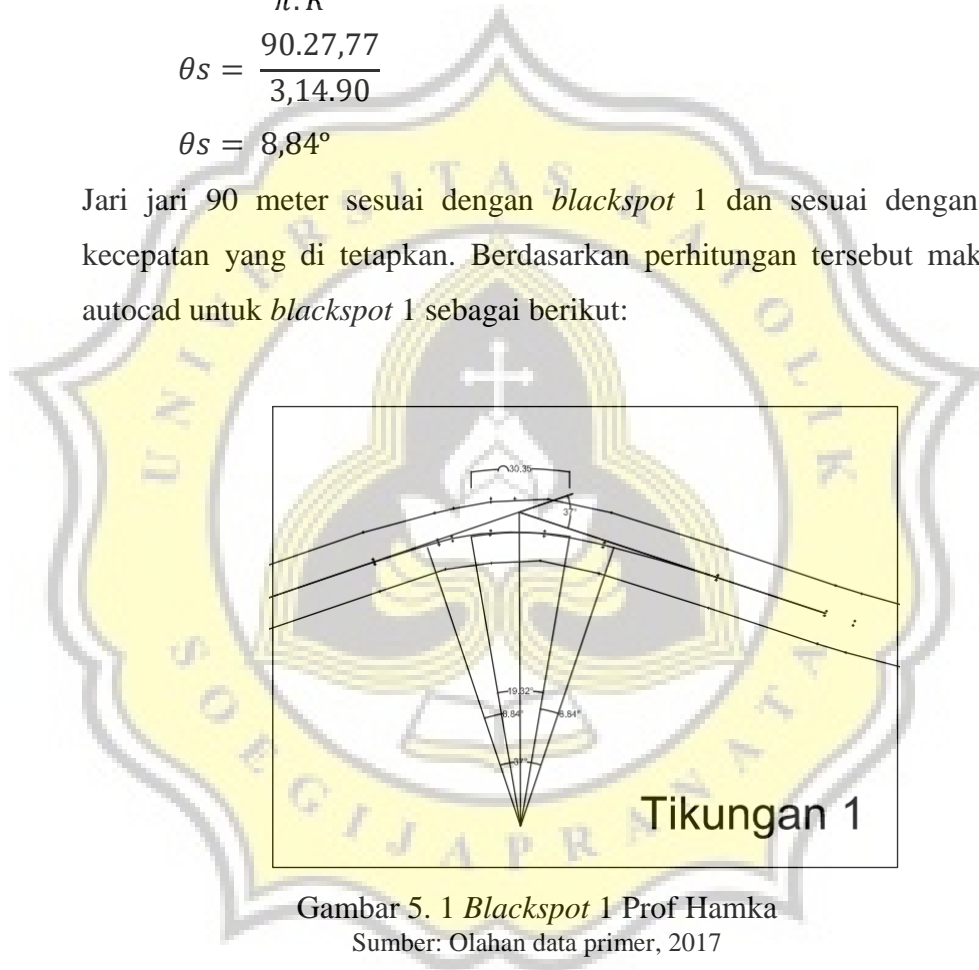 π.R
θs = 90.27,77 / 3,14.90
θs = 8,84°
Jari jari 90 meter sesuai dengan blackspot 1 dan sesuai dengan
kecepatan yang di tetapkan. Berdasarkan perhitungan tersebut mak
autocad untuk blackspot 1 sebagai berikut:
30.35
37°
19.32°
8.84° 8.84°
37°
Tikungan 1
UNIVERSITAS KATOLIK
SOEGIJAPRANATA
Gambar 5. 1 Blackspot 1 Prof Hamka
Sumber: Olahan data primer, 2017